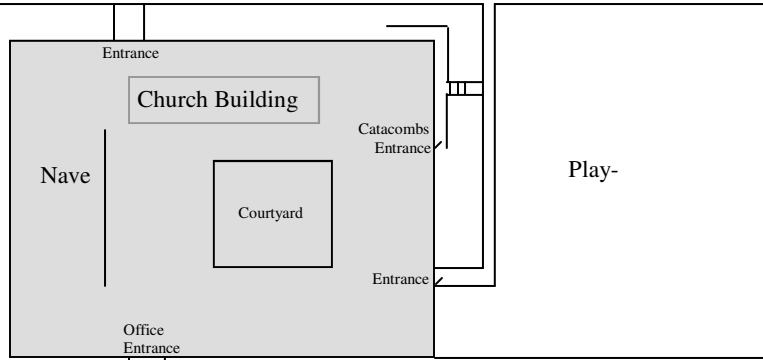 Entrance
Church Building
Catacombs
Entrance
Nave
Play-
Courtyard
Entrance
Office
Entrance